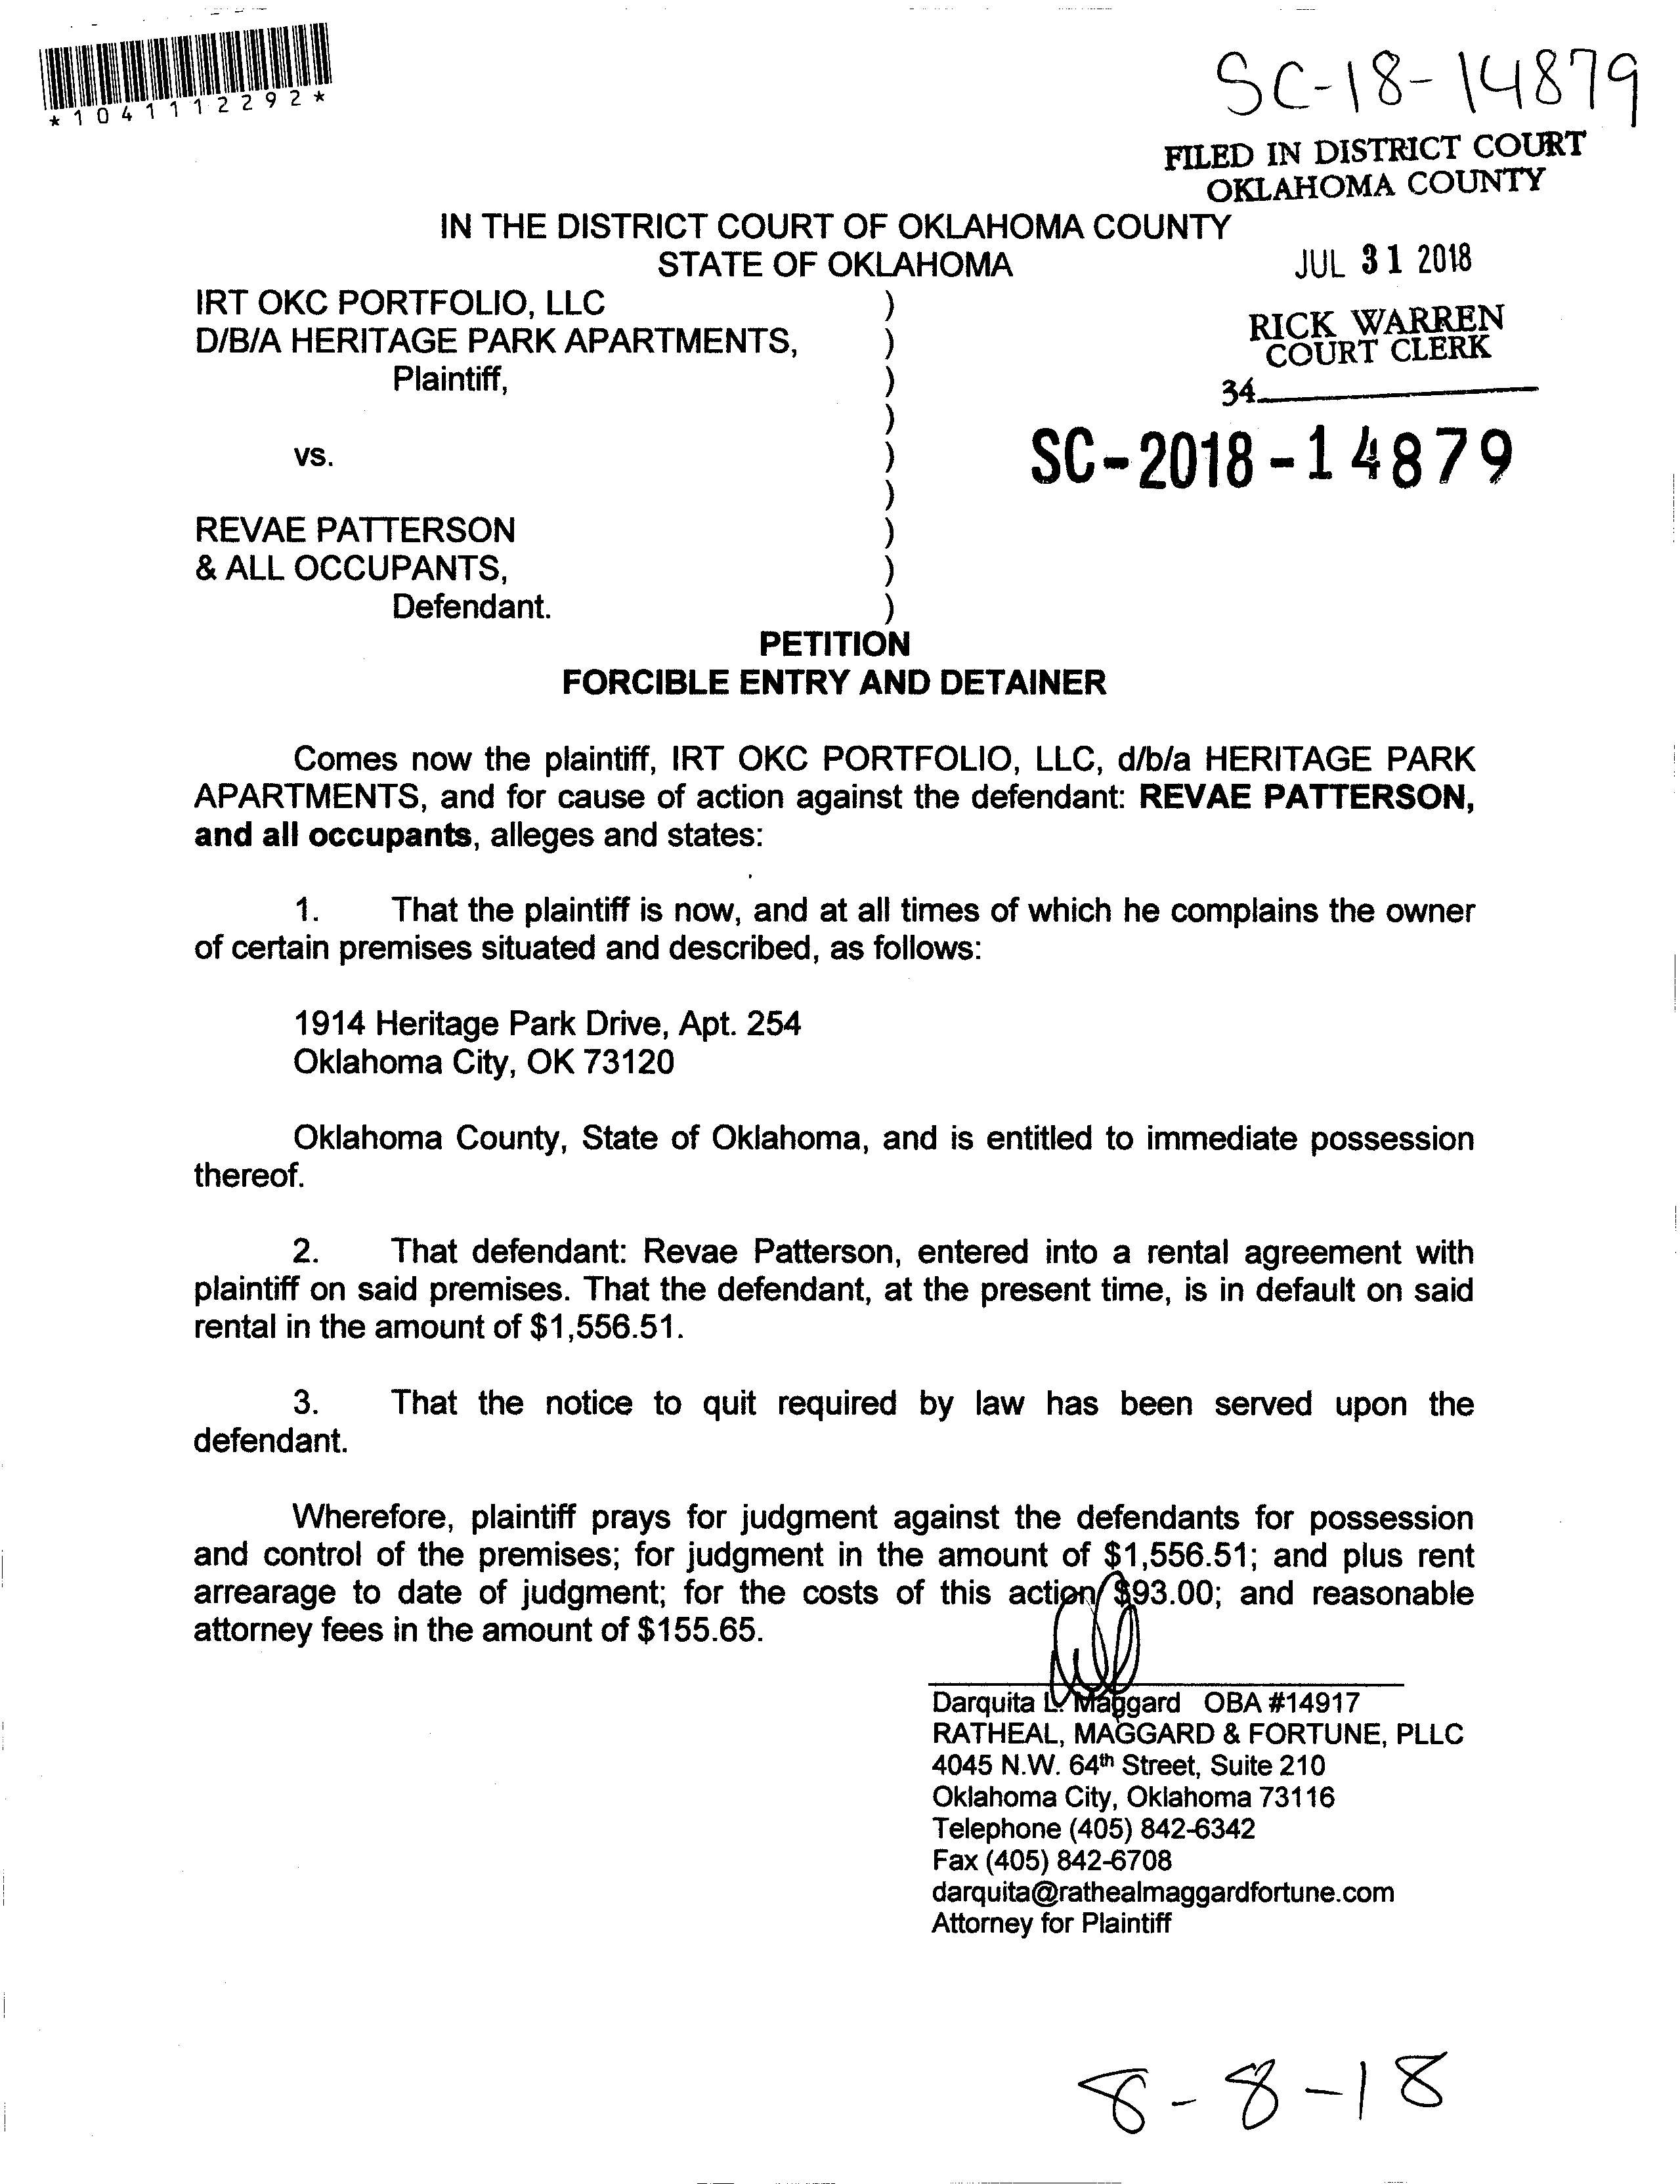 *1041112292*
SC-18-14879
FILED IN DISTRICT COURT
OKLAHOMA COUNTY
IN THE DISTRICT COURT OF OKLAHOMA COUNTY
STATE OF OKLAHOMA
JUL 31 2018
IRT OKC PORTFOLIO, LLC )
D/B/A HERITAGE PARK APARTMENTS, )
Plaintiff, )
)
RICK WARREN
COURT CLERK
34
vs. )
)
SC-2018-14879
REVAE PATTERSON )
& ALL OCCUPANTS, )
Defendant. )
PETITION
FORCIBLE ENTRY AND DETAINER
Comes now the plaintiff, IRT OKC PORTFOLIO, LLC, d/b/a HERITAGE PARK
APARTMENTS, and for cause of action against the defendant: REVAE PATTERSON,
and all occupants, alleges and states:
1. That the plaintiff is now, and at all times of which he complains the owner
of certain premises situated and described, as follows:
1914 Heritage Park Drive, Apt. 254
Oklahoma City, OK 73120
Oklahoma County, State of Oklahoma, and is entitled to immediate possession
thereof.
2. That defendant: Revae Patterson, entered into a rental agreement with
plaintiff on said premises. That the defendant, at the present time, is in default on said
rental in the amount of $1,556.51.
3. That the notice to quit required by law has been served upon the
defendant.
Wherefore, plaintiff prays for judgment against the defendants for possession
and control of the premises; for judgment in the amount of $1,556.51; and plus rent
arrearage to date of judgment; for the costs of this action $93.00; and reasonable
attorney fees in the amount of $155.65.
Darquita L. Maggard OBA #14917
RATHEAL, MAGGARD & FORTUNE, PLLC
4045 N.W. 64th Street, Suite 210
Oklahoma City, Oklahoma 73116
Telephone (405) 842-6342
Fax (405) 842-6708
darquita@rathealmaggardfortune.com
Attorney for Plaintiff
8-8-18